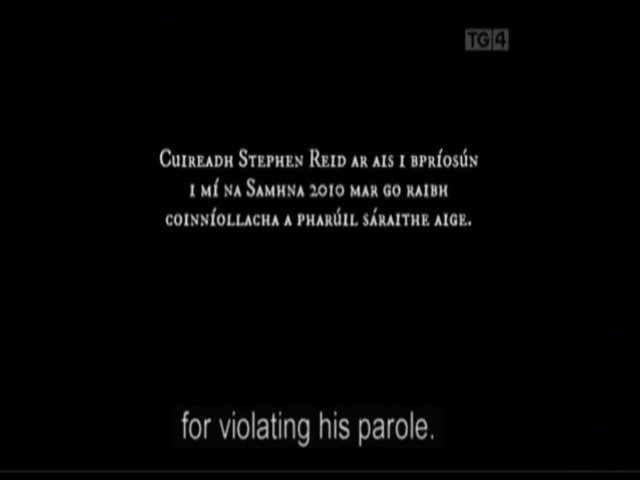 TG4
Cuireadh Stephen Reid ar ais i bpríosún
i mí na Samhna 2010 mar go raibh
coinníollacha a pharúil sáraithe aige.
for violating his parole.